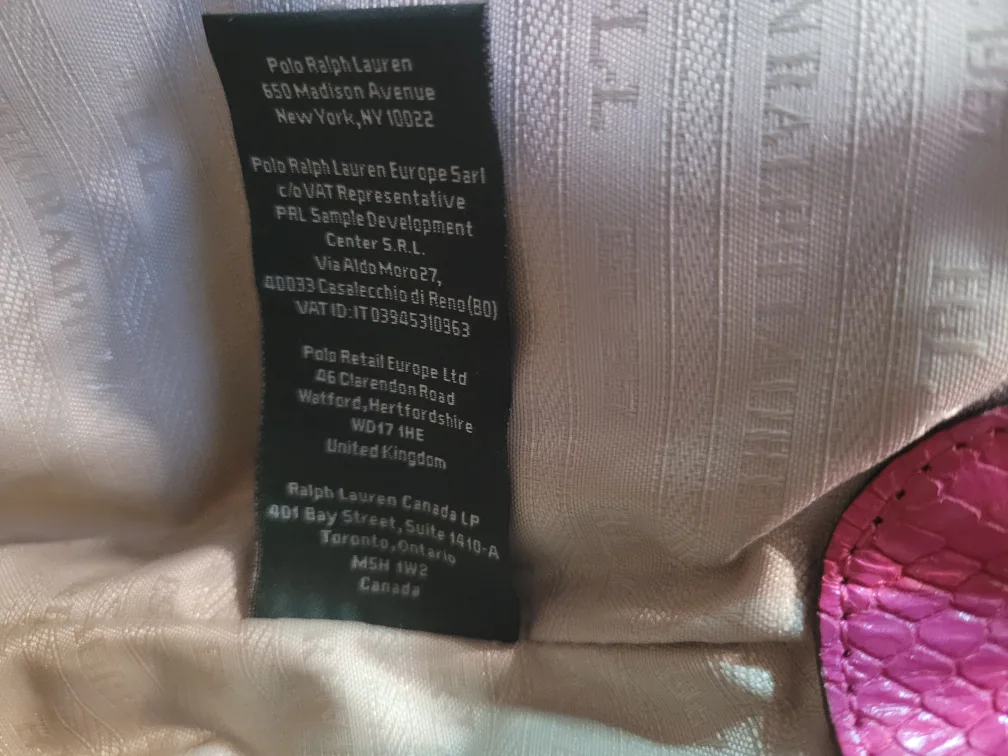 Polo Ralph Lauren
650 Madison Avenue
New York, NY 10022
Polo Ralph Lauren Europe Sarl
c/o VAT Representative
PRL Sample Development
Center S.R.L.
Via Aldo Moro 27,
40033 Casalecchio di Reno (BO)
VAT ID: IT03945310963
Polo Retail Europe Ltd
46 Clarendon Road
Watford, Hertfordshire
WD17 1HE
United Kingdom
Ralph Lauren Canada LP
401 Bay Street, Suite 1410-A
Toronto, Ontario
M5H 1W2
Canada